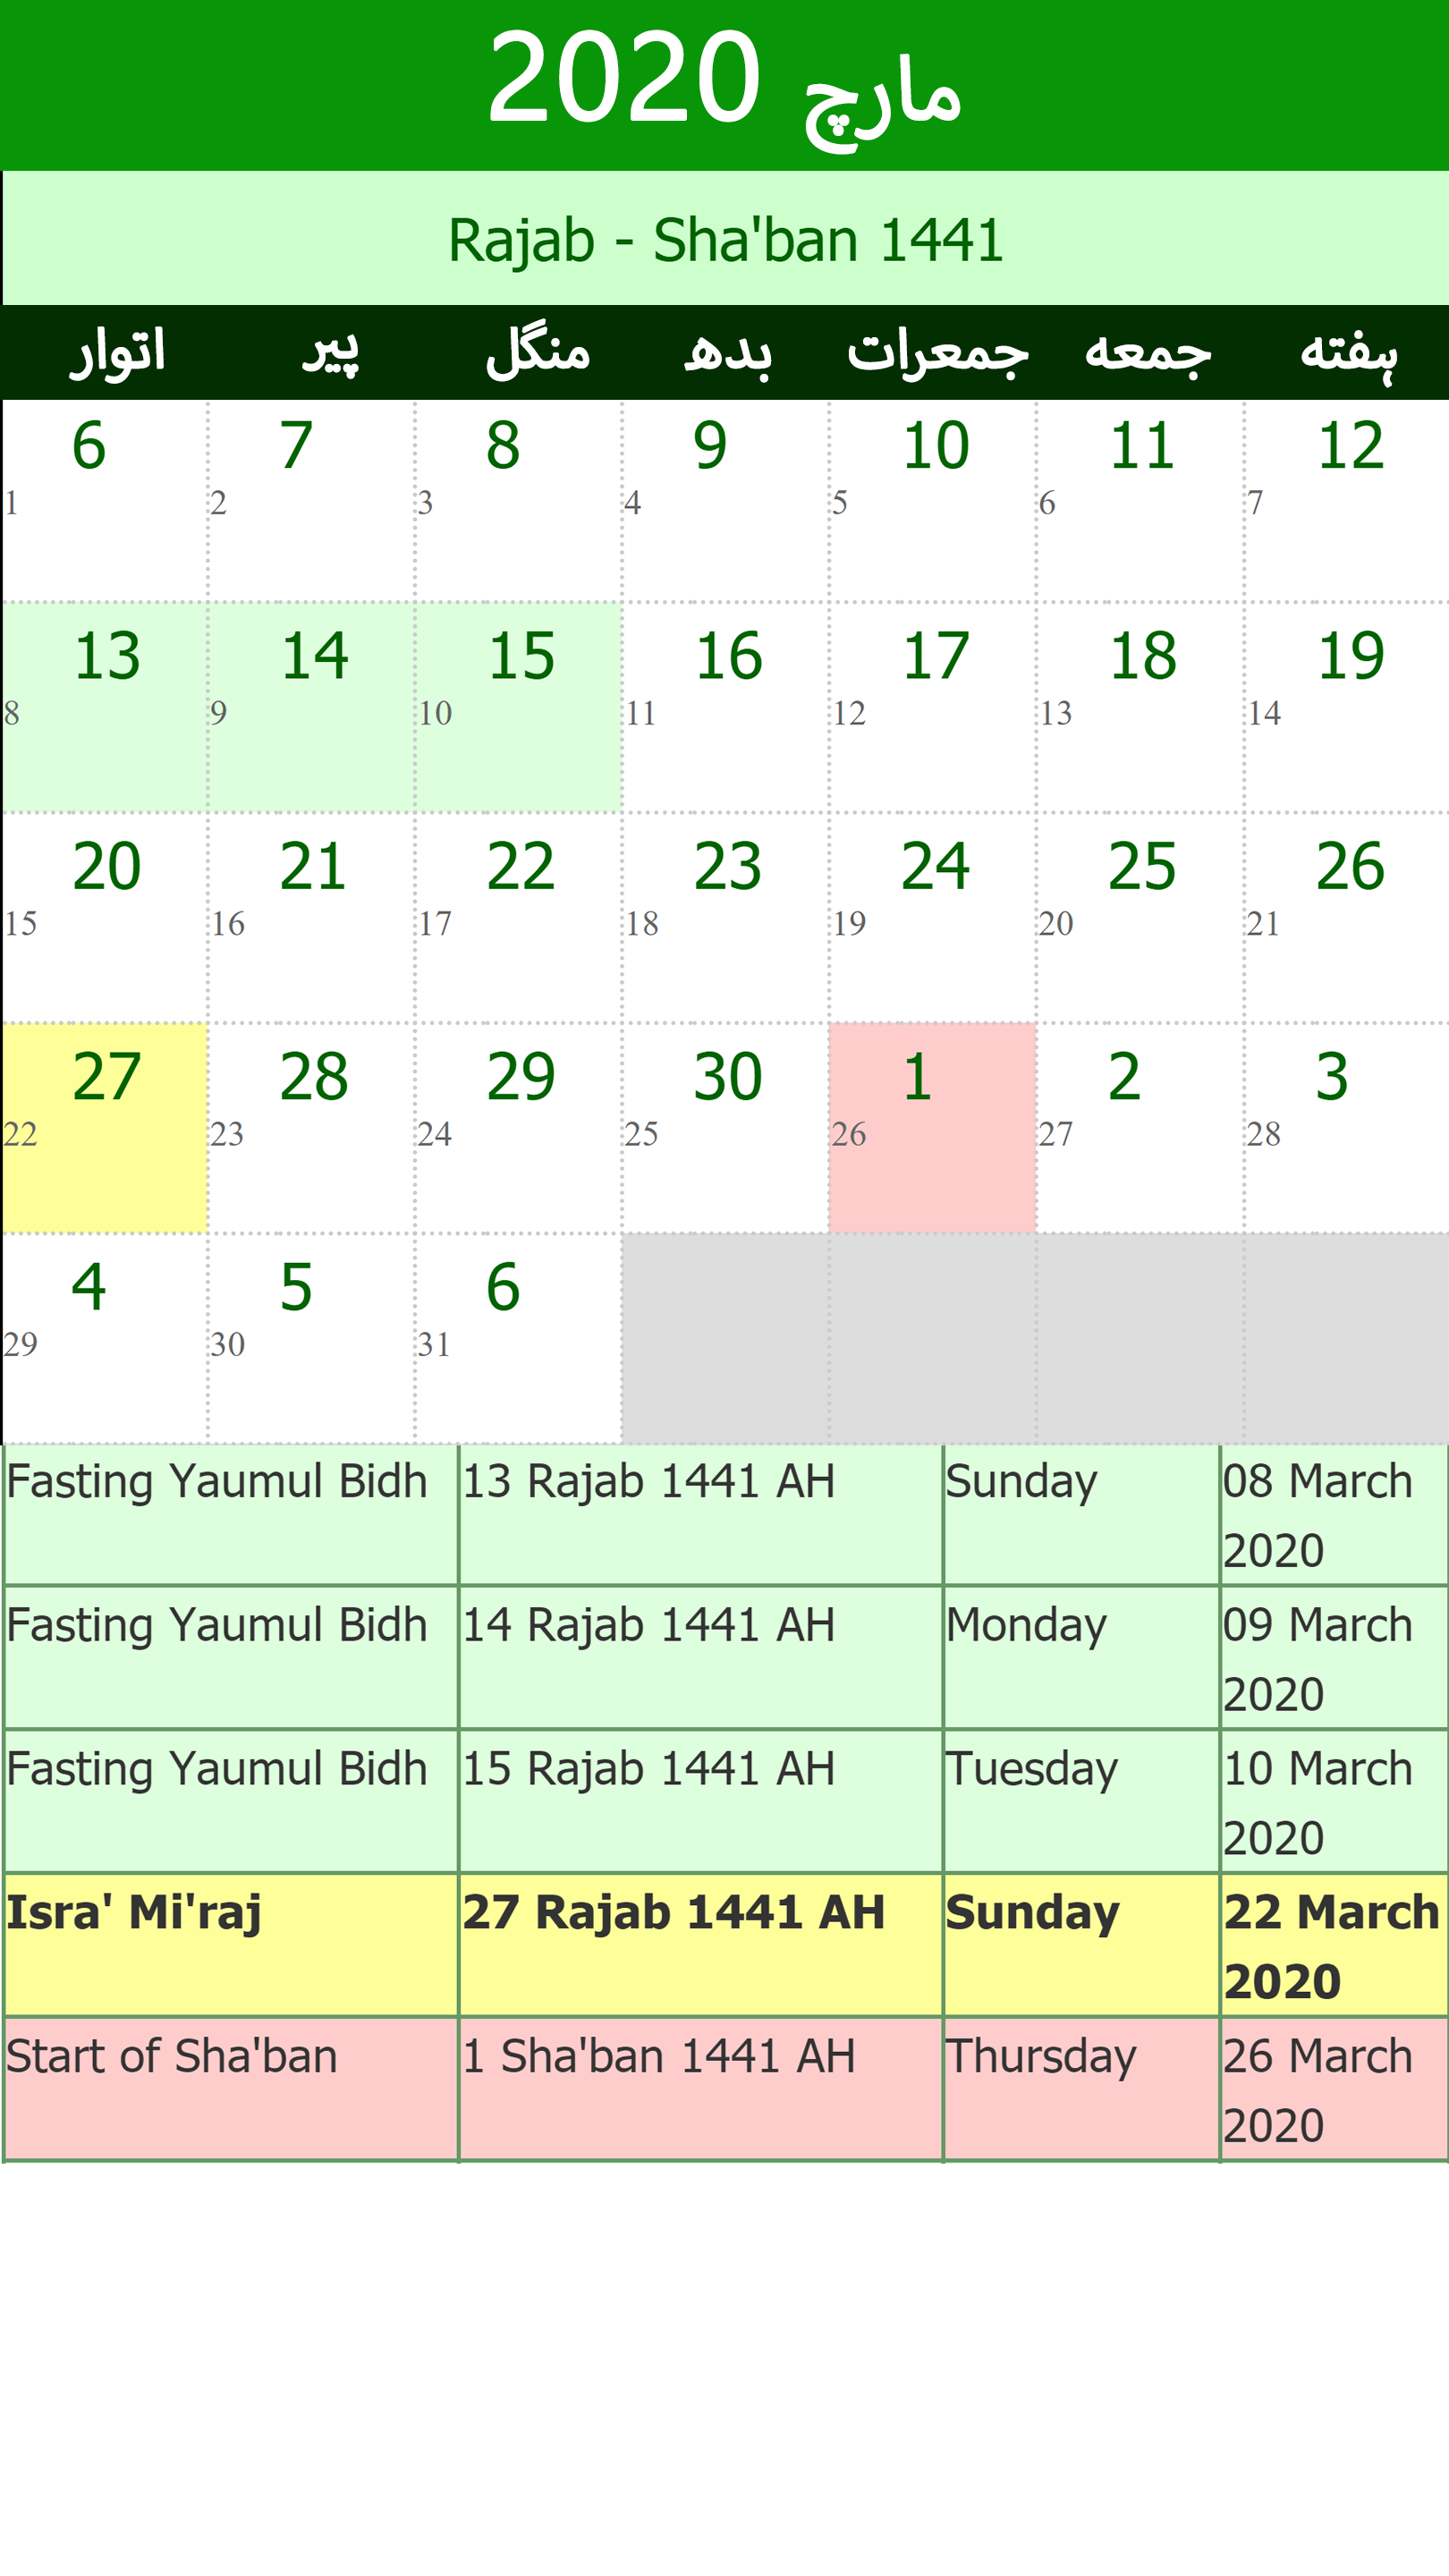 مارچ 2020
Rajab - Sha'ban 1441
اتوار پیر منگل بدھ جمعرات جمعه ہفته
6 7 8 9 10 11 12
1 2 3 4 5 6 7
13 14 15 16 17 18 19
8 9 10 11 12 13 14
20 21 22 23 24 25 26
15 16 17 18 19 20 21
27 28 29 30 1 2 3
22 23 24 25 26 27 28
4 5 6
29 30 31
Fasting Yaumul Bidh 13 Rajab 1441 AH Sunday 08 March
2020
Fasting Yaumul Bidh 14 Rajab 1441 AH Monday 09 March
2020
Fasting Yaumul Bidh 15 Rajab 1441 AH Tuesday 10 March
2020
Isra' Mi'raj 27 Rajab 1441 AH Sunday 22 March
2020
Start of Sha'ban 1 Sha'ban 1441 AH Thursday 26 March
2020